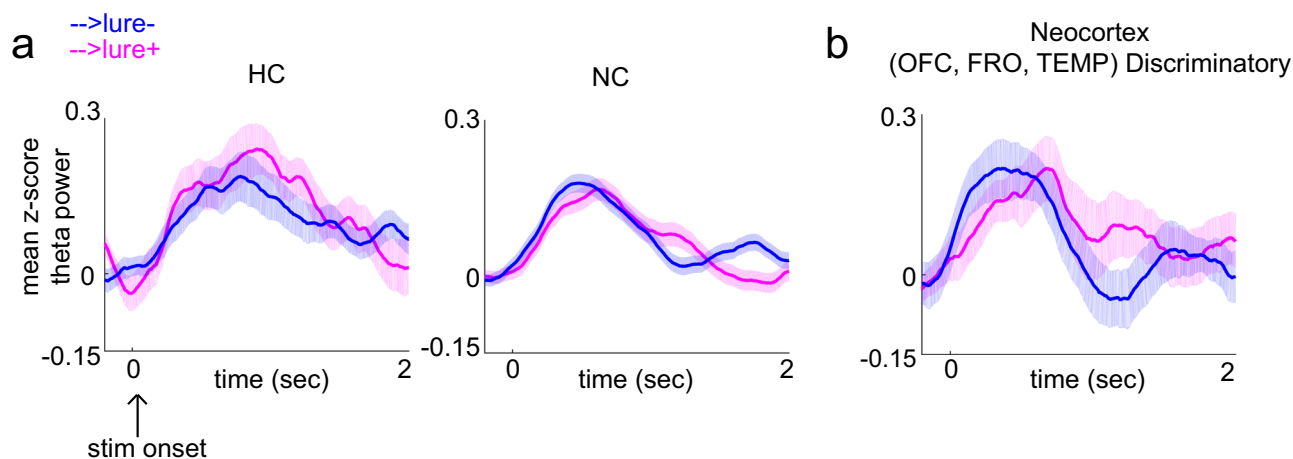 -->lure-
-->lure+
a
HC
NC
b
Neocortex
(OFC, FRO, TEMP) Discriminatory
mean z-score
theta power
0.3
0
-0.15
0
2
time (sec)
stim onset
0.3
0
-0.15
0
2
time (sec)
0.3
0
-0.15
0
2
time (sec)